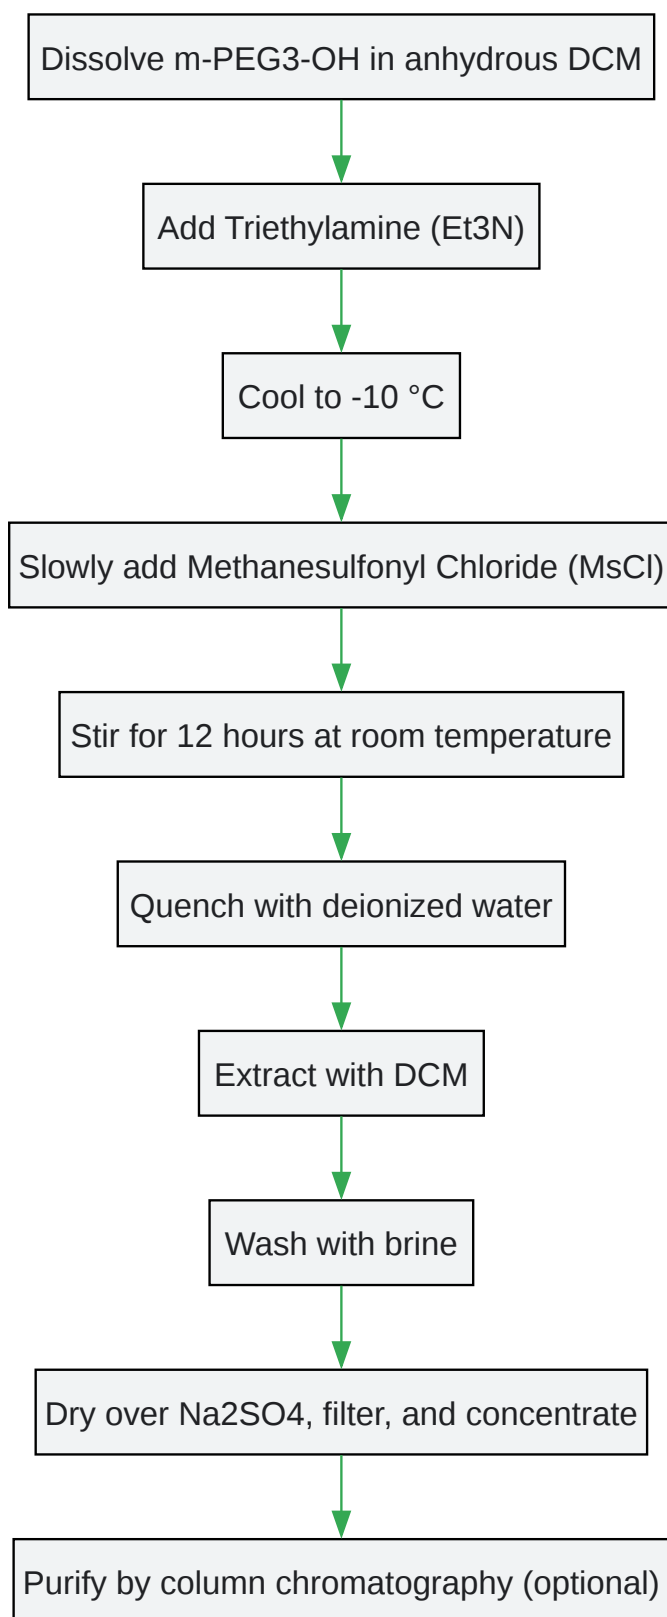 Dissolve m-PEG3-OH in anhydrous DCM
Add Triethylamine (Et3N)
Cool to -10 °C
Slowly add Methanesulfonyl Chloride (MsCl)
Stir for 12 hours at room temperature
Quench with deionized water
Extract with DCM
Wash with brine
Dry over Na2SO4, filter, and concentrate
Purify by column chromatography (optional)